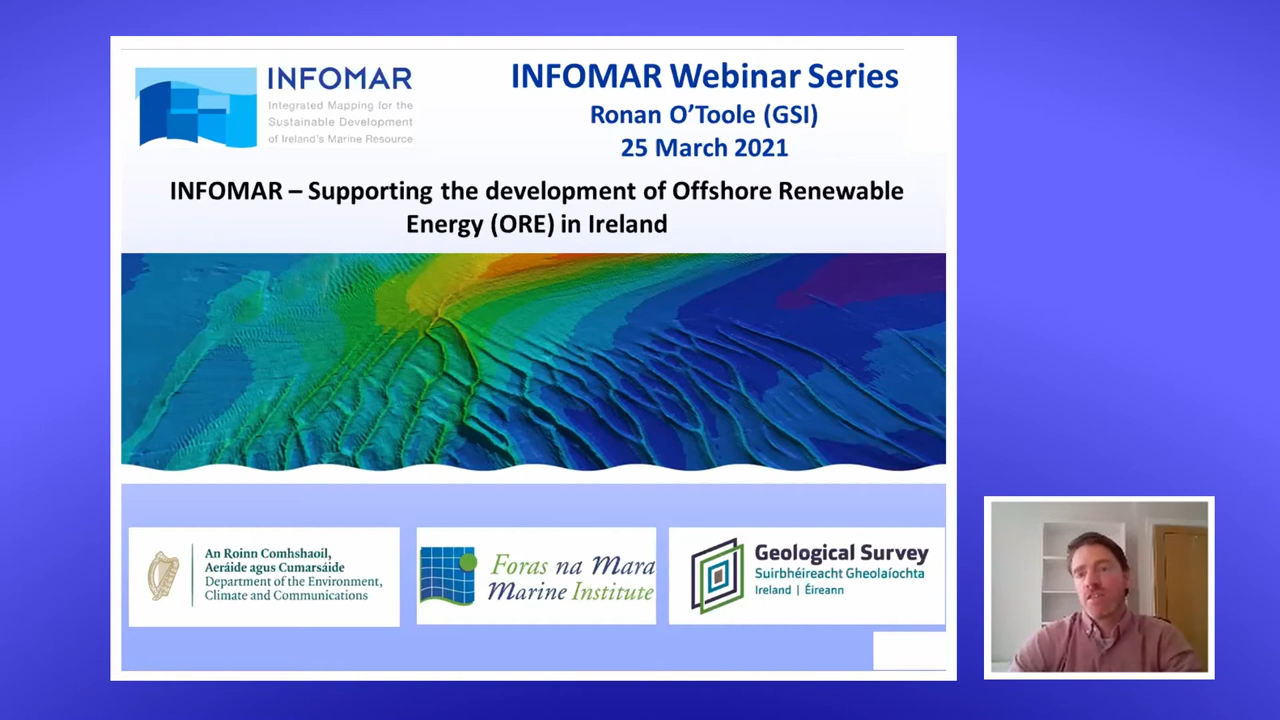 INFOMAR
Integrated Mapping for the
Sustainable Development
of Ireland's Marine Resource
INFOMAR Webinar Series
Ronan O'Toole (GSI)
25 March 2021
INFOMAR – Supporting the development of Offshore Renewable
Energy (ORE) in Ireland
An Roinn Comhshaoil,
Aeráide agus Cumarsáide
Department of the Environment,
Climate and Communications
Foras na Mara
Marine Institute
Geological Survey
Suirbhéireacht Gheolaíochta
Ireland | Éireann